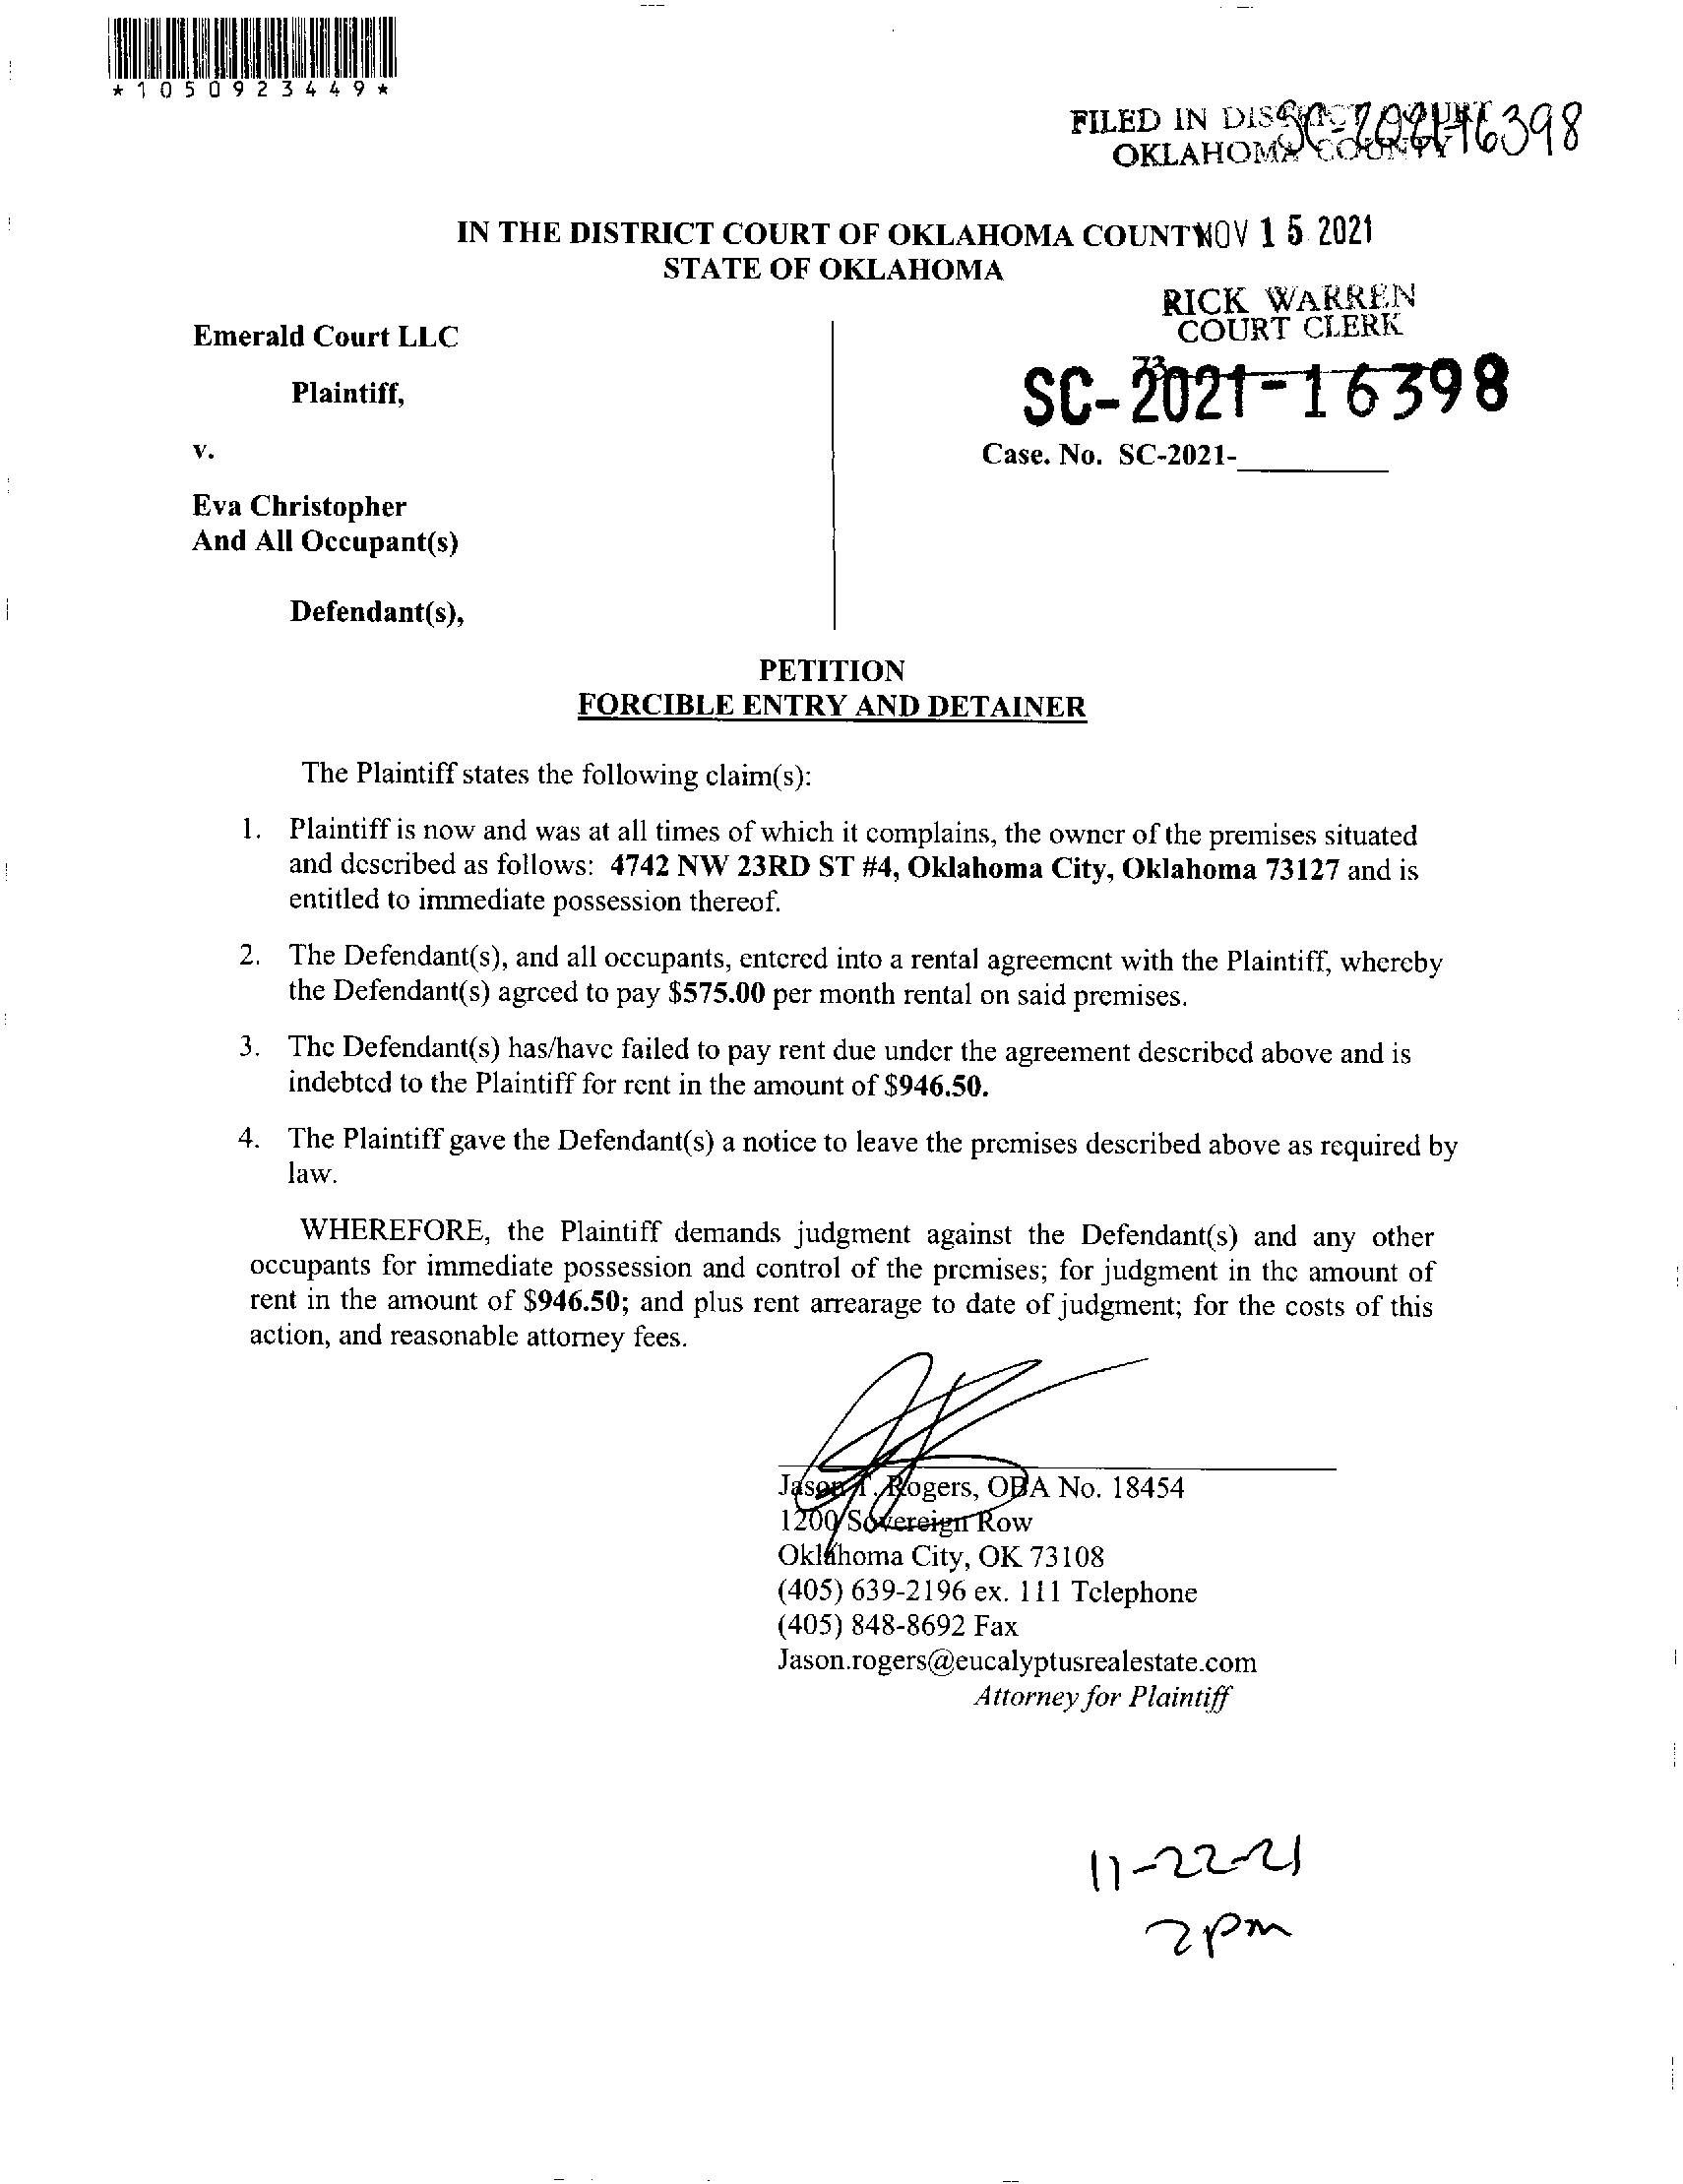 *1050923449*
FILED IN DISTRICT COURT
OKLAHOMA COUNTY
SC-2021-16398
IN THE DISTRICT COURT OF OKLAHOMA COUNTY
NOV 15 2021
STATE OF OKLAHOMA
RICK WARREN
COURT CLERK
73
Emerald Court LLC
Plaintiff,
SC-2021-16398
v.
Case. No. SC-2021-__________
Eva Christopher
And All Occupant(s)
Defendant(s),
PETITION
FORCIBLE ENTRY AND DETAINER
The Plaintiff states the following claim(s):
1. Plaintiff is now and was at all times of which it complains, the owner of the premises situated
and described as follows: 4742 NW 23RD ST #4, Oklahoma City, Oklahoma 73127 and is
entitled to immediate possession thereof.
2. The Defendant(s), and all occupants, entered into a rental agreement with the Plaintiff, whereby
the Defendant(s) agreed to pay $575.00 per month rental on said premises.
3. The Defendant(s) has/have failed to pay rent due under the agreement described above and is
indebted to the Plaintiff for rent in the amount of $946.50.
4. The Plaintiff gave the Defendant(s) a notice to leave the premises described above as required by
law.
WHEREFORE, the Plaintiff demands judgment against the Defendant(s) and any other
occupants for immediate possession and control of the premises; for judgment in the amount of
rent in the amount of $946.50; and plus rent arrearage to date of judgment; for the costs of this
action, and reasonable attorney fees.
Jason T. Rogers, OBA No. 18454
1200 Sovereign Row
Oklahoma City, OK 73108
(405) 639-2196 ex. 111 Telephone
(405) 848-8692 Fax
Jason.rogers@eucalyptusrealestate.com
Attorney for Plaintiff
11-22-21
2pm